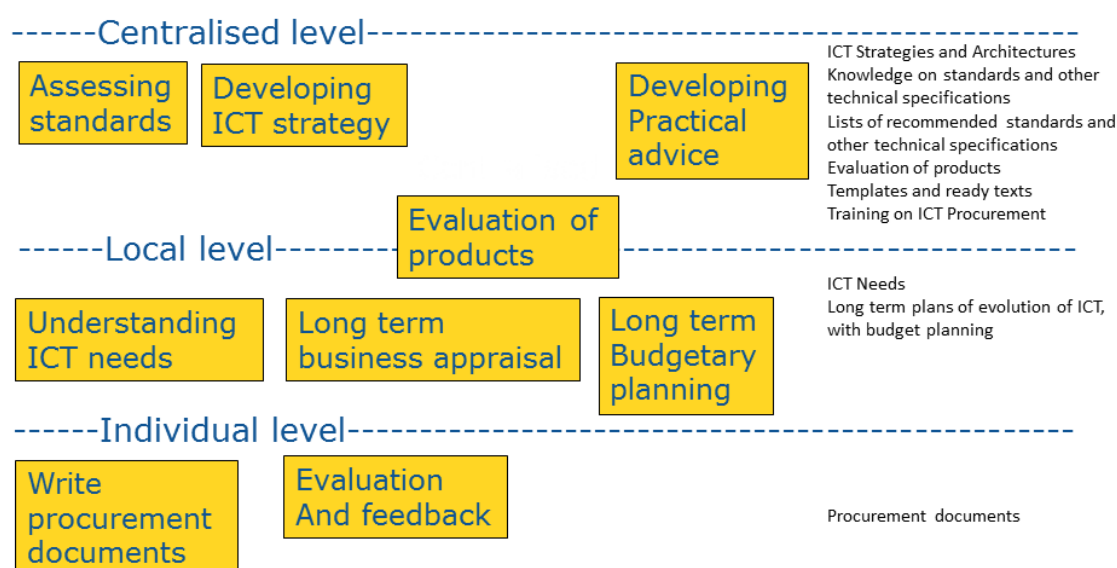 ------Centralised level------
Assessing
standards
Developing
ICT strategy
Developing
Practical
advice
ICT Strategies and Architectures
Knowledge on standards and other
technical specifications
Lists of recommended standards and
other technical specifications
Evaluation of products
Templates and ready texts
Training on ICT Procurement
Evaluation of
products
------Local level------
Understanding
ICT needs
Long term
business appraisal
Long term
Budgetary
planning
ICT Needs
Long term plans of evolution of ICT,
with budget planning
------Individual level------
Write
procurement
documents
Evaluation
And feedback
Procurement documents